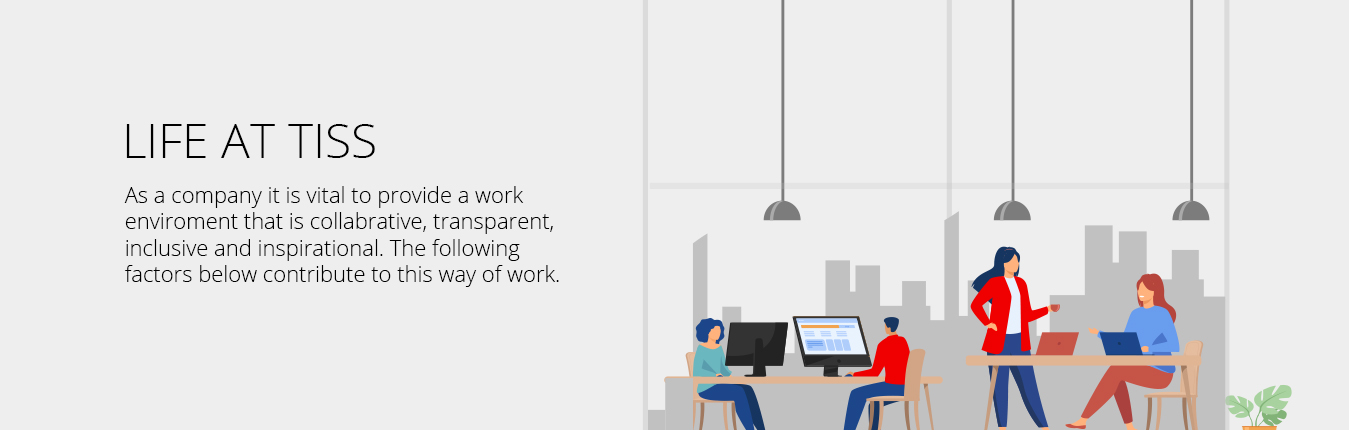 LIFE AT TISS
As a company it is vital to provide a work
enviroment that is collabrative, transparent,
inclusive and inspirational. The following
factors below contribute to this way of work.